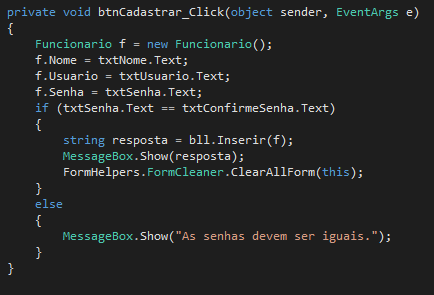 private void btnCadastrar_Click(object sender, EventArgs e)
{
Funcionario f = new Funcionario();
f.Nome = txtNome.Text;
f.Usuario = txtUsuario.Text;
f.Senha = txtSenha.Text;
if (txtSenha.Text == txtConfirmeSenha.Text)
{
string resposta = bll.Inserir(f);
MessageBox.Show(resposta);
FormHelpers.FormCleaner.ClearAllForm(this);
}
else
{
MessageBox.Show("As senhas devem ser iguais.");
}
}